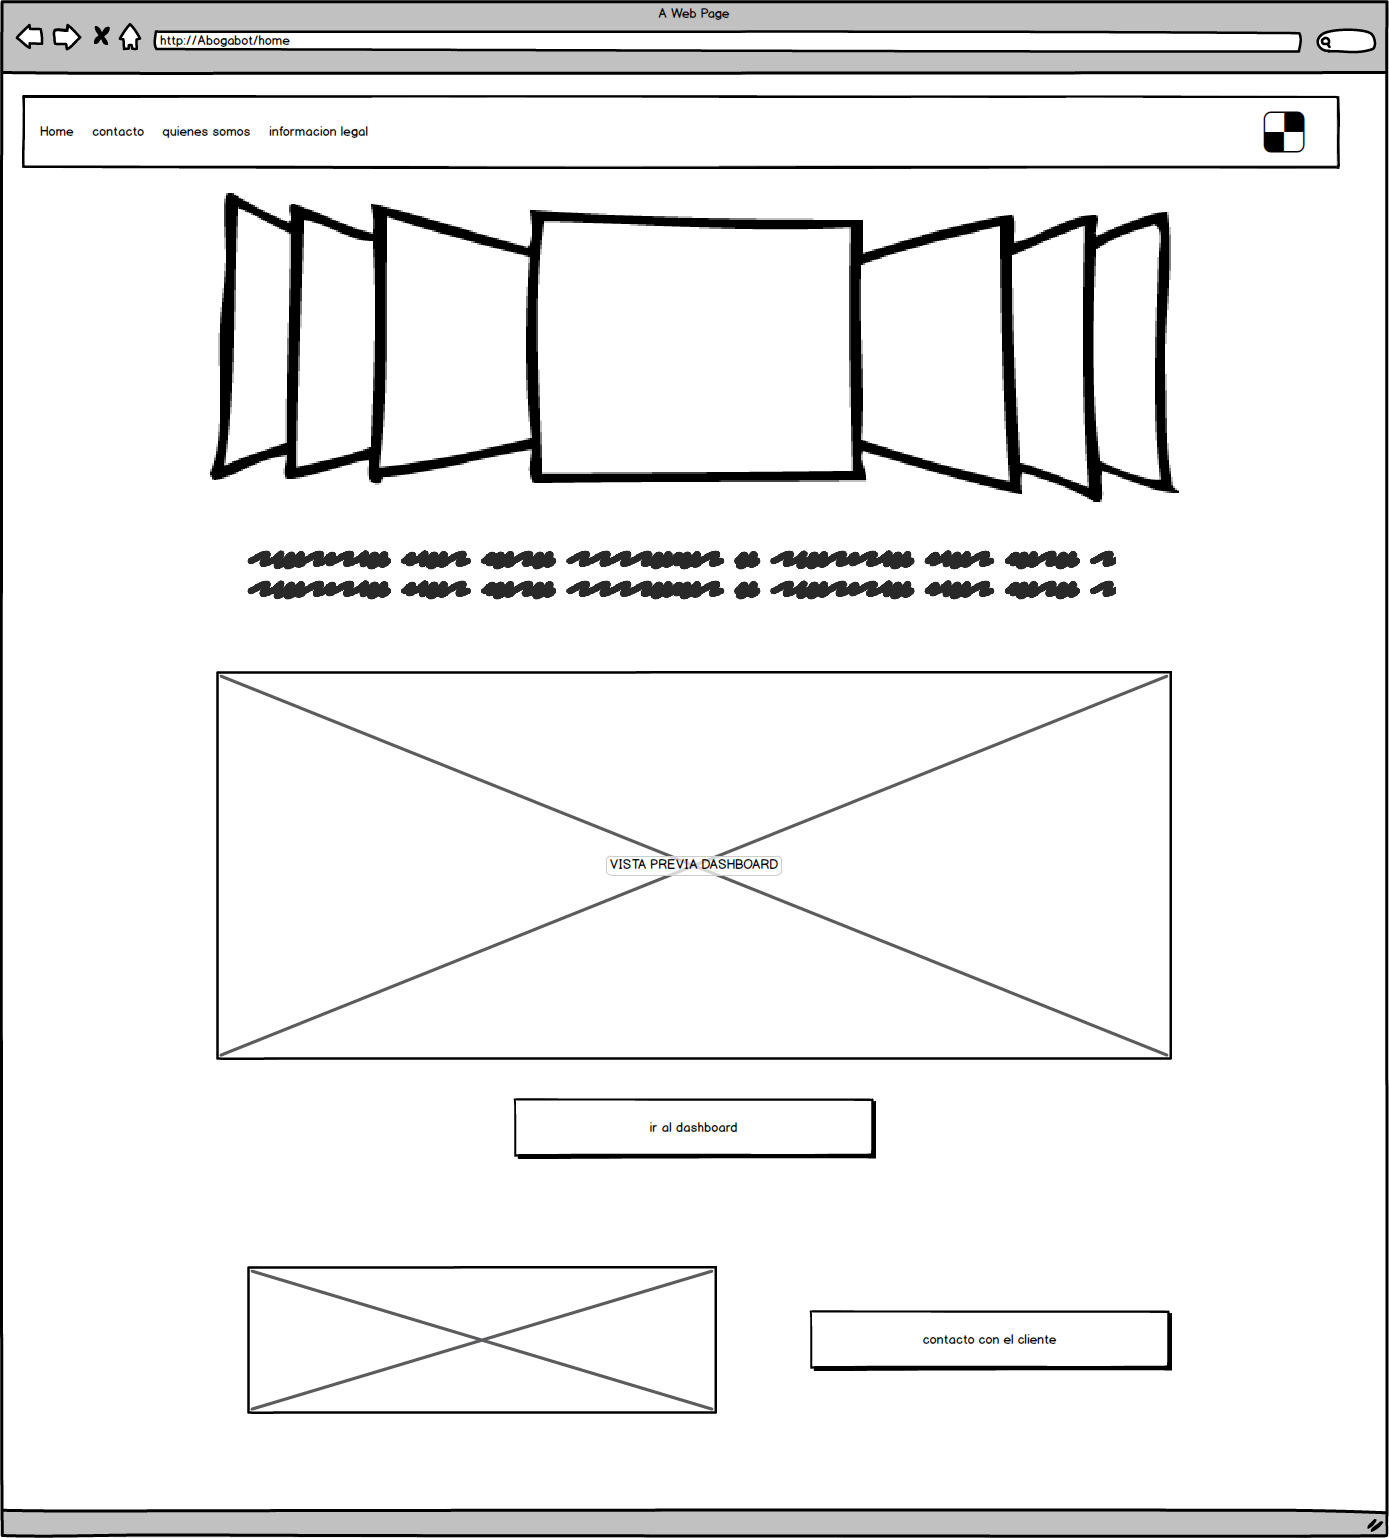 A Web Page
http://Abogabot/home
Home contacto quienes somos informacion legal
VISTA PREVIA DASHBOARD
ir al dashboard
contacto con el cliente